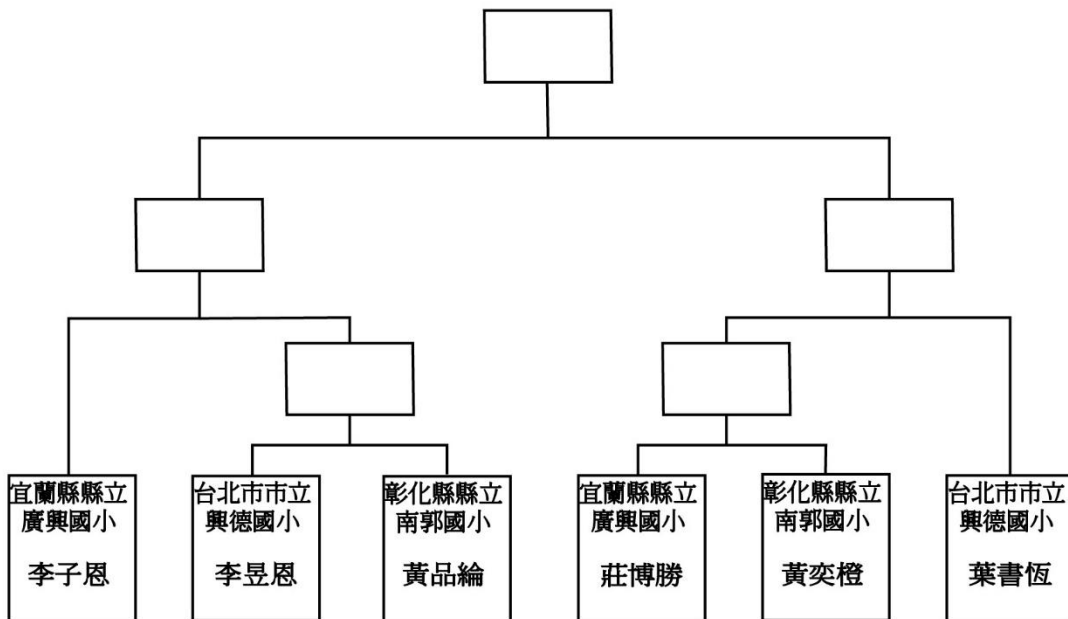 宜蘭縣縣立
廣興國小
李子恩
台北市市立
興德國小
李昱恩
彰化縣縣立
南郭國小
黃品綸
宜蘭縣縣立
廣興國小
莊博勝
彰化縣縣立
南郭國小
黃奕橙
台北市市立
興德國小
葉書恆